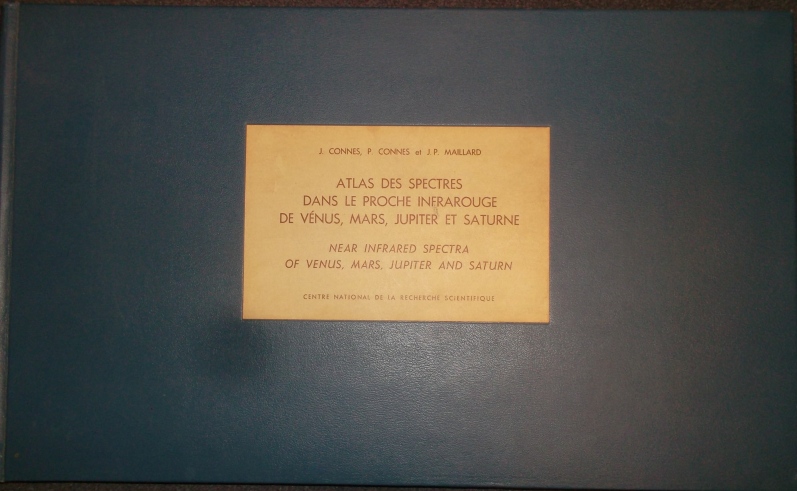 J. CONNES, P. CONNES et J.P. MAILLARD
ATLAS DES SPECTRES
DANS LE PROCHE INFRAROUGE
DE VÉNUS, MARS, JUPITER ET SATURNE
NEAR INFRARED SPECTRA
OF VENUS, MARS, JUPITER AND SATURN
CENTRE NATIONAL DE LA RECHERCHE SCIENTIFIQUE